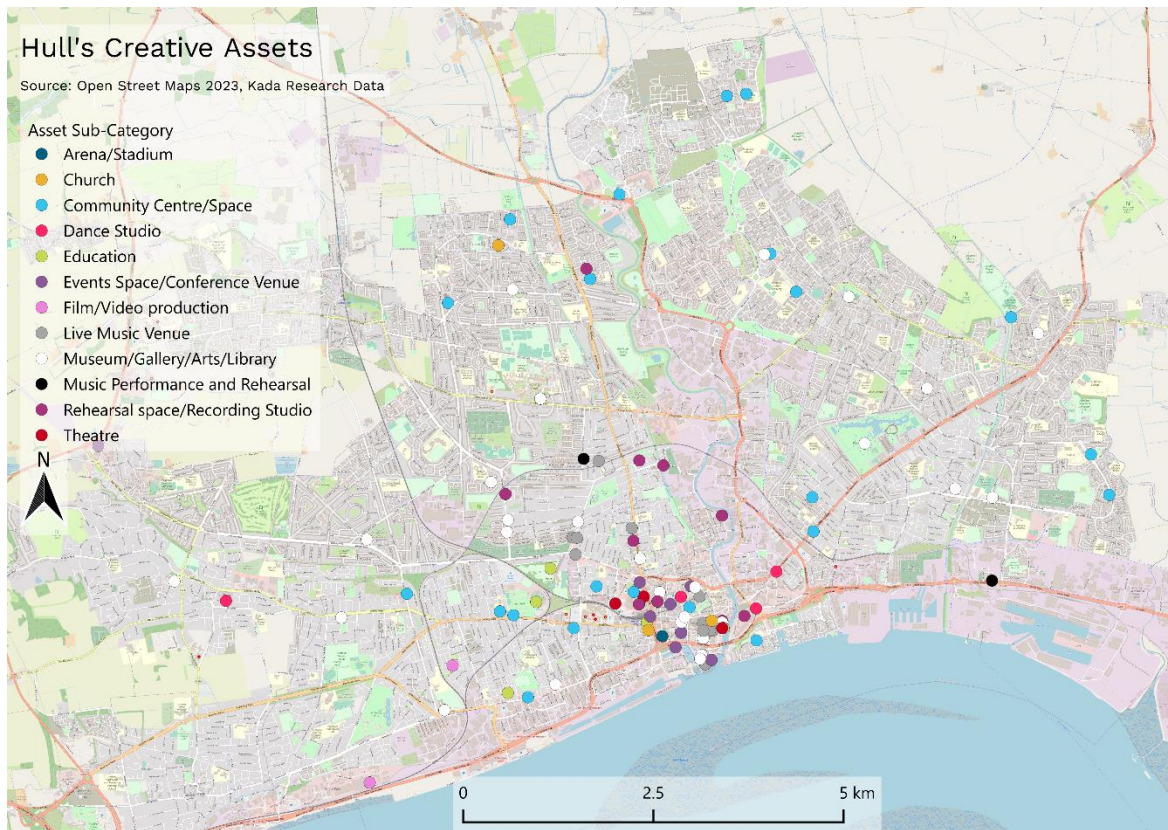 Hull's Creative Assets
Source: Open Street Maps 2023, Kada Research Data
Asset Sub-Category
Arena/Stadium
Church
Community Centre/Space
Dance Studio
Education
Events Space/Conference Venue
Film/Video production
Live Music Venue
Museum/Gallery/Arts/Library
Music Performance and Rehearsal
Rehearsal space/Recording Studio
Theatre
N
0 2.5 5 km